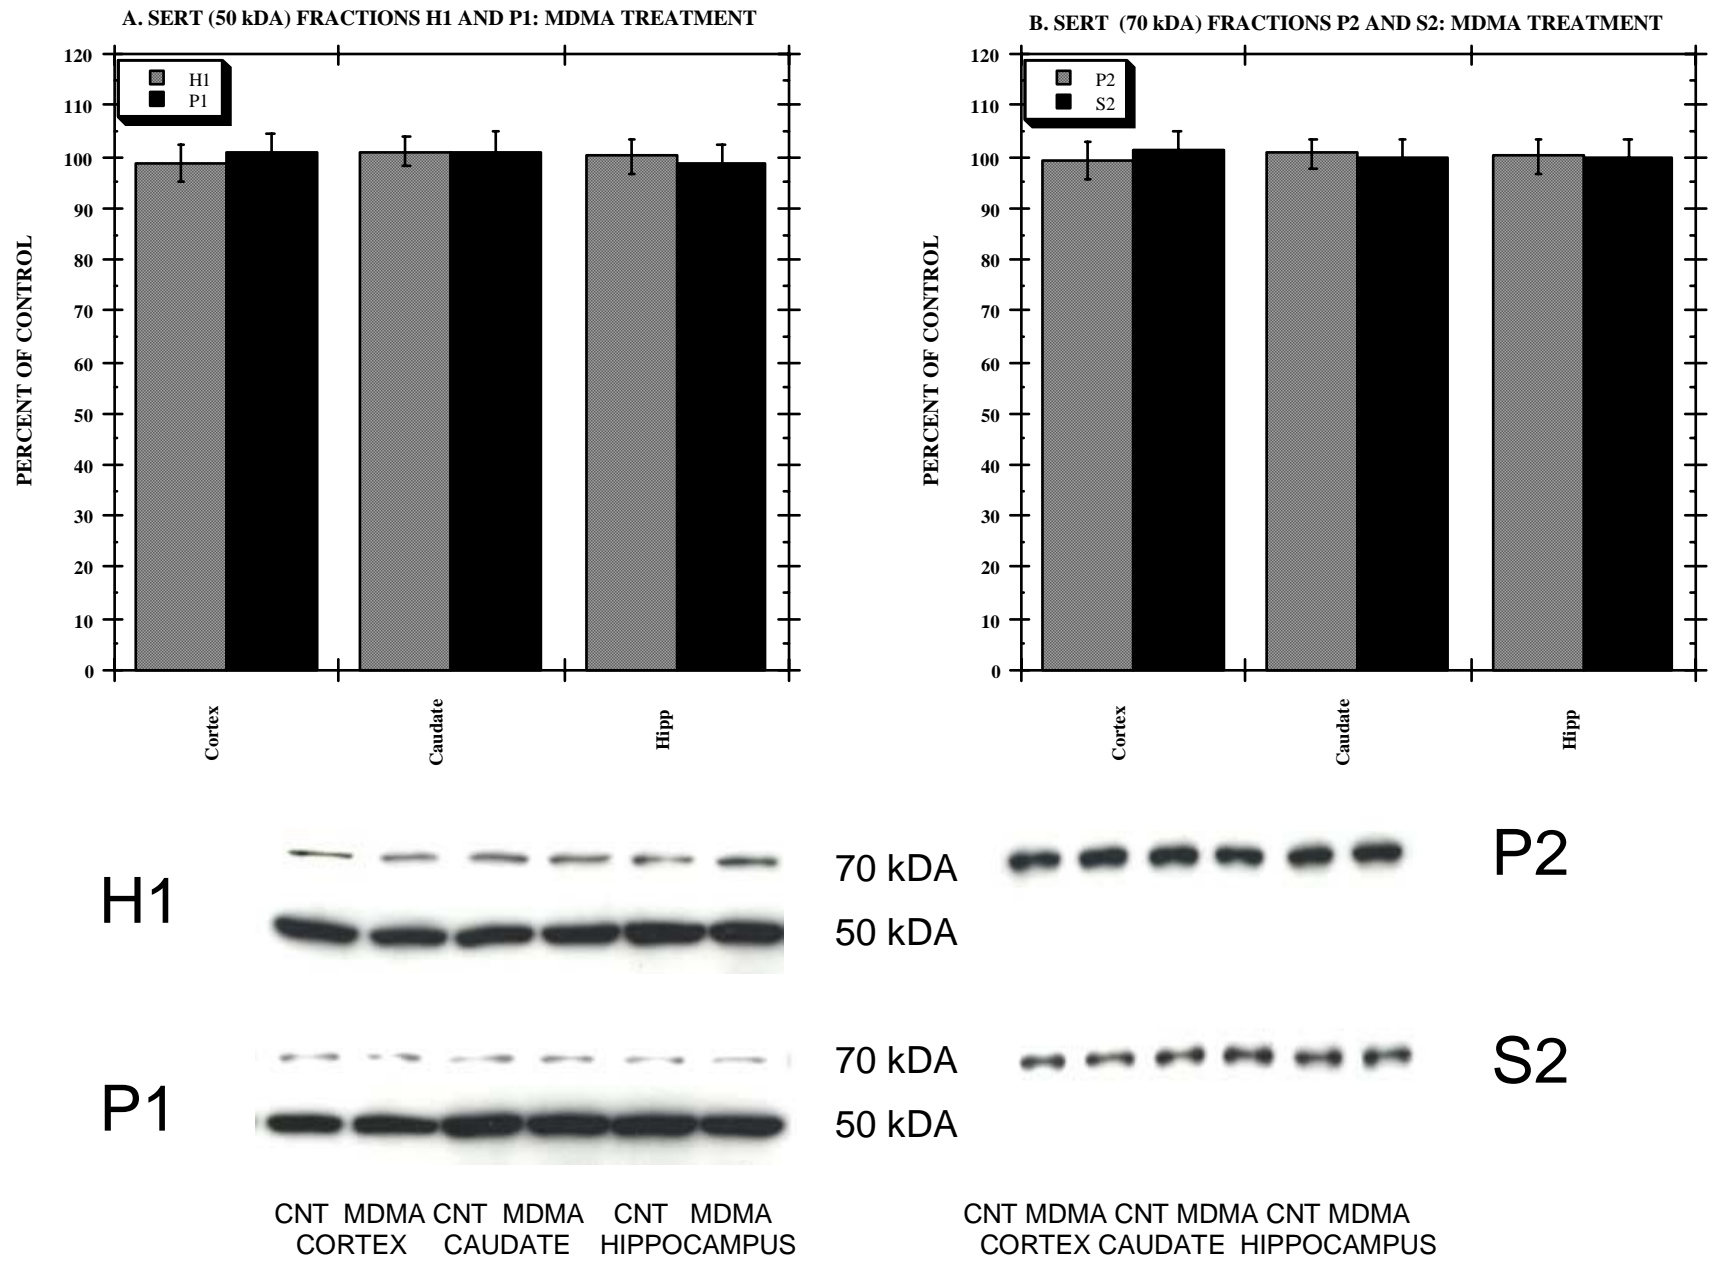 A. SERT (50 kDA) FRACTIONS H1 AND P1: MDMA TREATMENT
120
110
100
90
80
70
60
50
40
30
20
10
0
PERCENT OF CONTROL
H1
P1
Cortex
Caudate
Hipp
B. SERT (70 kDA) FRACTIONS P2 AND S2: MDMA TREATMENT
120
110
100
90
80
70
60
50
40
30
20
10
0
PERCENT OF CONTROL
P2
S2
Cortex
Caudate
Hipp
H1
70 kDA
50 kDA
P2
P1
70 kDA
50 kDA
S2
CNT MDMA CNT MDMA CNT MDMA
CORTEX CAUDATE HIPPOCAMPUS
CNT MDMA CNT MDMA CNT MDMA
CORTEX CAUDATE HIPPOCAMPUS